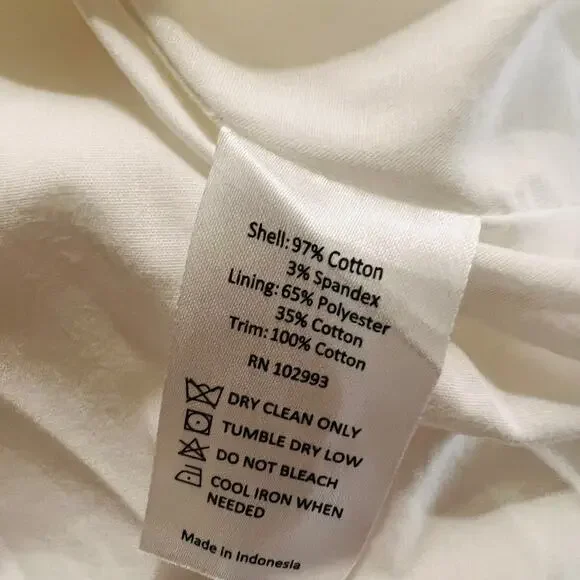 Shell: 97% Cotton
3% Spandex
Lining: 65% Polyester
35% Cotton
Trim: 100% Cotton
RN 102993
DRY CLEAN ONLY
TUMBLE DRY LOW
DO NOT BLEACH
COOL IRON WHEN
NEEDED
Made in Indonesia